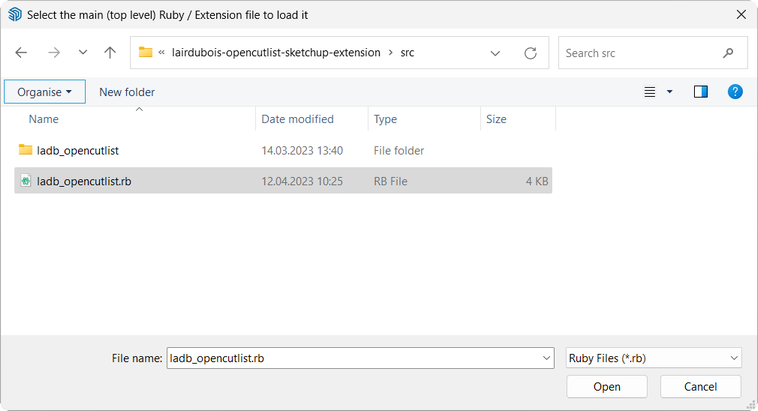 Select the main (top level) Ruby / Extension file to load it
« lairdubois-opencutlist-sketchup-extension > src
Search src
Organise New folder
?
Name Date modified Type Size
ladb_opencutlist 14.03.2023 13:40 File folder
ladb_opencutlist.rb 12.04.2023 10:25 RB File 4 KB
File name: ladb_opencutlist.rb Ruby Files (*.rb)
Open Cancel